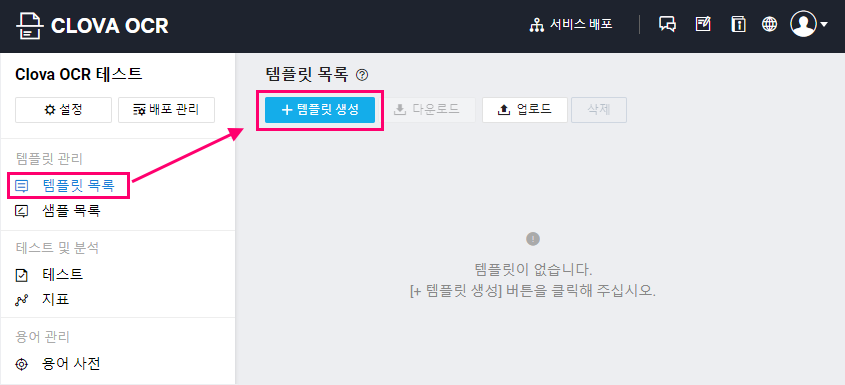 CLOVA OCR
서비스 배포
Clova OCR 테스트
설정
배포 관리
템플릿 관리
템플릿 목록
샘플 목록
테스트 및 분석
테스트
지표
용어 관리
용어 사전
템플릿 목록 ?
+ 템플릿 생성
다운로드
업로드
삭제
템플릿이 없습니다.
[+ 템플릿 생성] 버튼을 클릭해 주십시오.